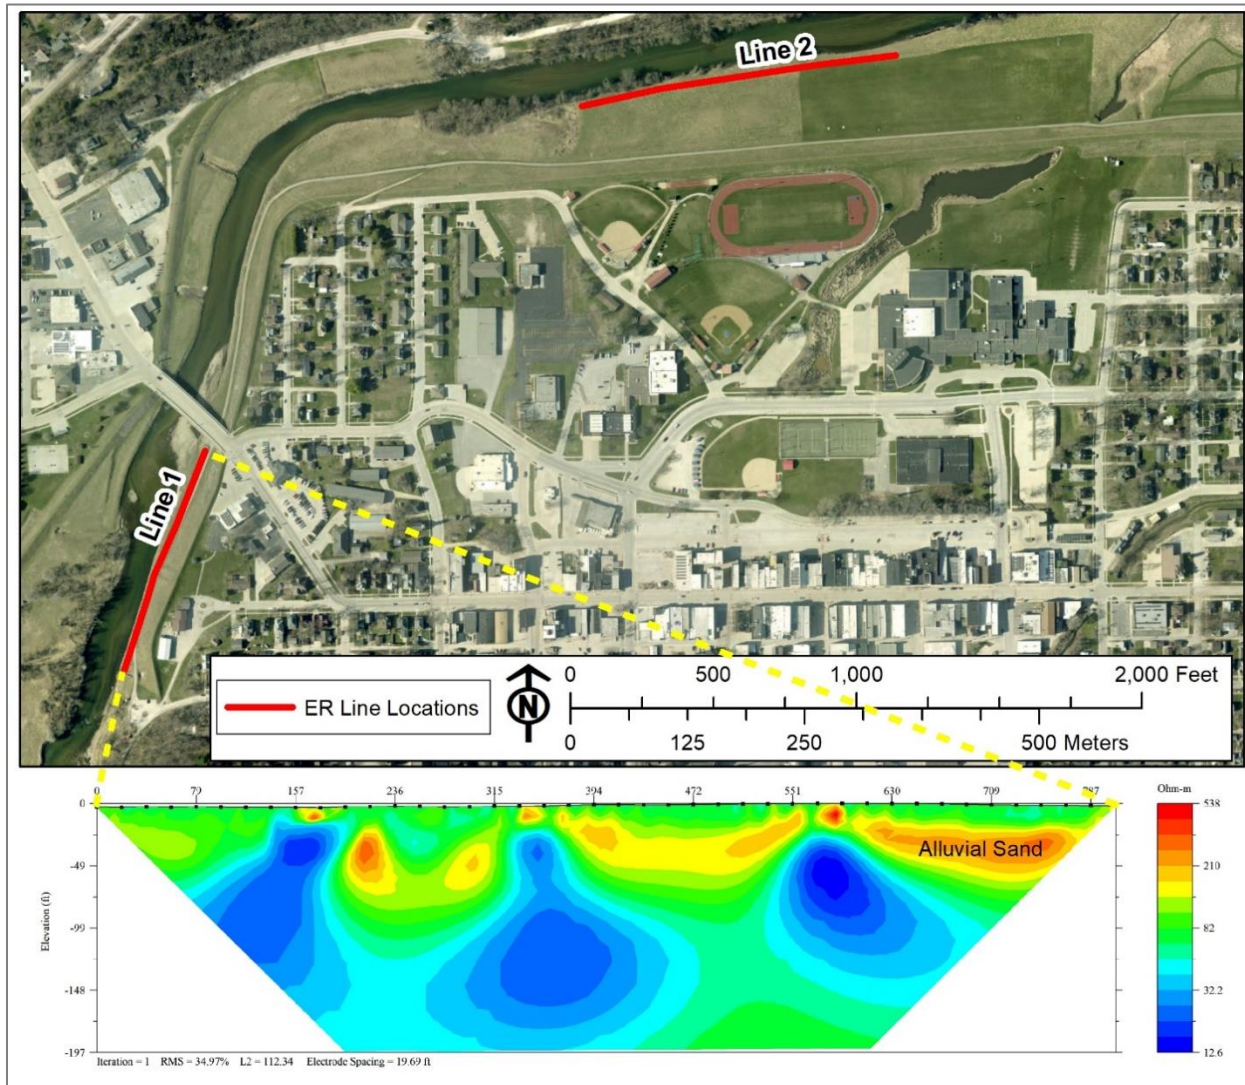 Line 2
Line 1
ER Line Locations
N
0 500 1,000 2,000 Feet
0 125 250 500 Meters
0 79 157 236 315 394 472 551 630 709 787
Ohm-m
0
-49
-99
-148
-197
Elevation (ft)
Alluvial Sand
538
210
82
32.2
12.6
Iteration = 1 RMS = 34.97% L2 = 112.34 Electrode Spacing = 19.69 ft